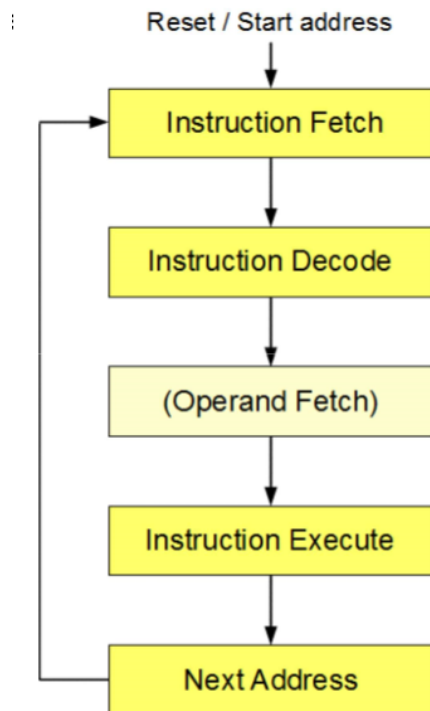 Reset / Start address
Instruction Fetch
Instruction Decode
(Operand Fetch)
Instruction Execute
Next Address